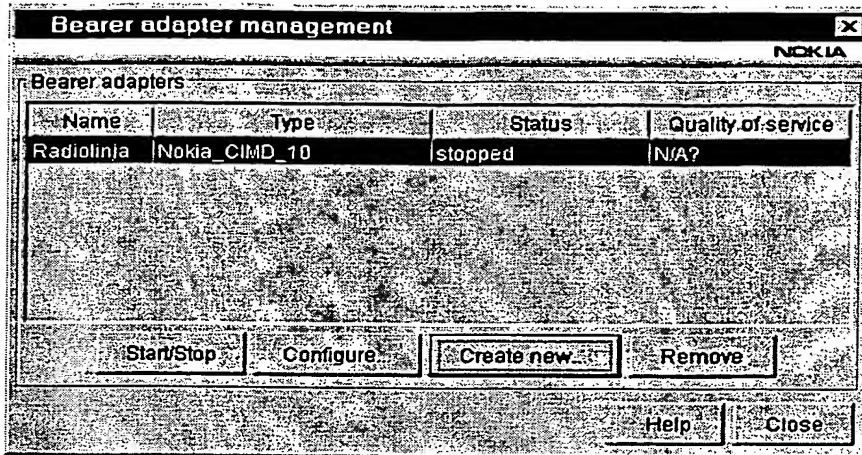 Bearer adapter management
NOKIA
Bearer adapters
Name Type Status Quality of service
Radiolinja Nokia_CIMD_10 stopped N/A?
Start/Stop Configure Create new... Remove
Help Close